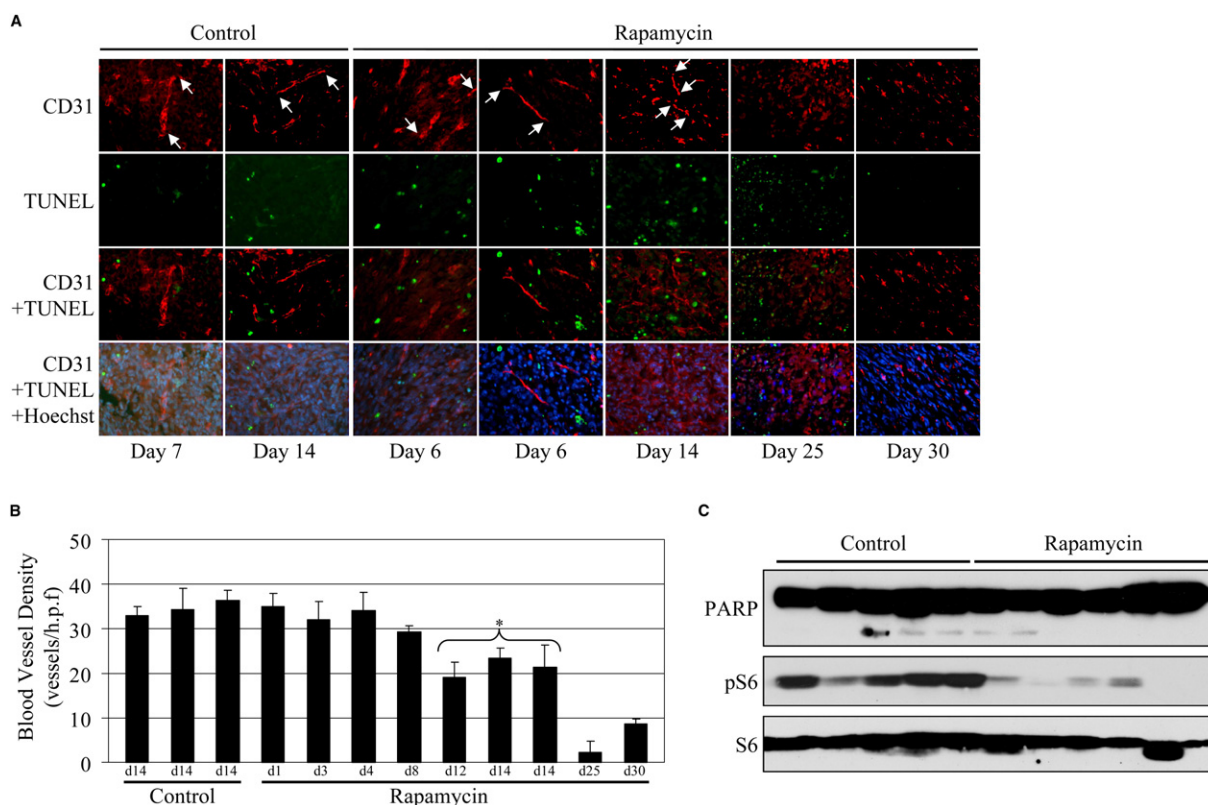 A
Control Rapamycin
CD31
TUNEL
CD31
+TUNEL
CD31
+TUNEL
+Hoechst
Day 7 Day 14 Day 6 Day 6 Day 14 Day 25 Day 30
B
Blood Vessel Density
(vessels/h.p.f)
50
40
30
20
10
0
*
d14 d14 d14 d1 d3 d4 d8 d12 d14 d14 d25 d30
Control Rapamycin
C
Control Rapamycin
PARP
pS6
S6